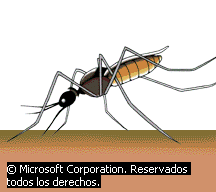 © Microsoft Corporation. Reservados
todos los derechos.